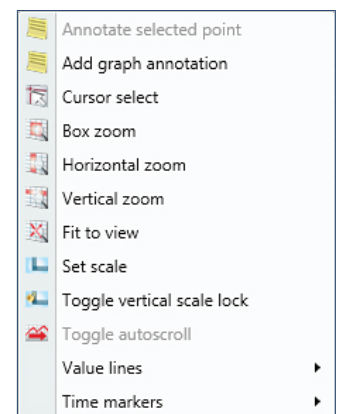 Annotate selected point
Add graph annotation
Cursor select
Box zoom
Horizontal zoom
Vertical zoom
Fit to view
Set scale
Toggle vertical scale lock
Toggle autoscroll
Value lines
Time markers